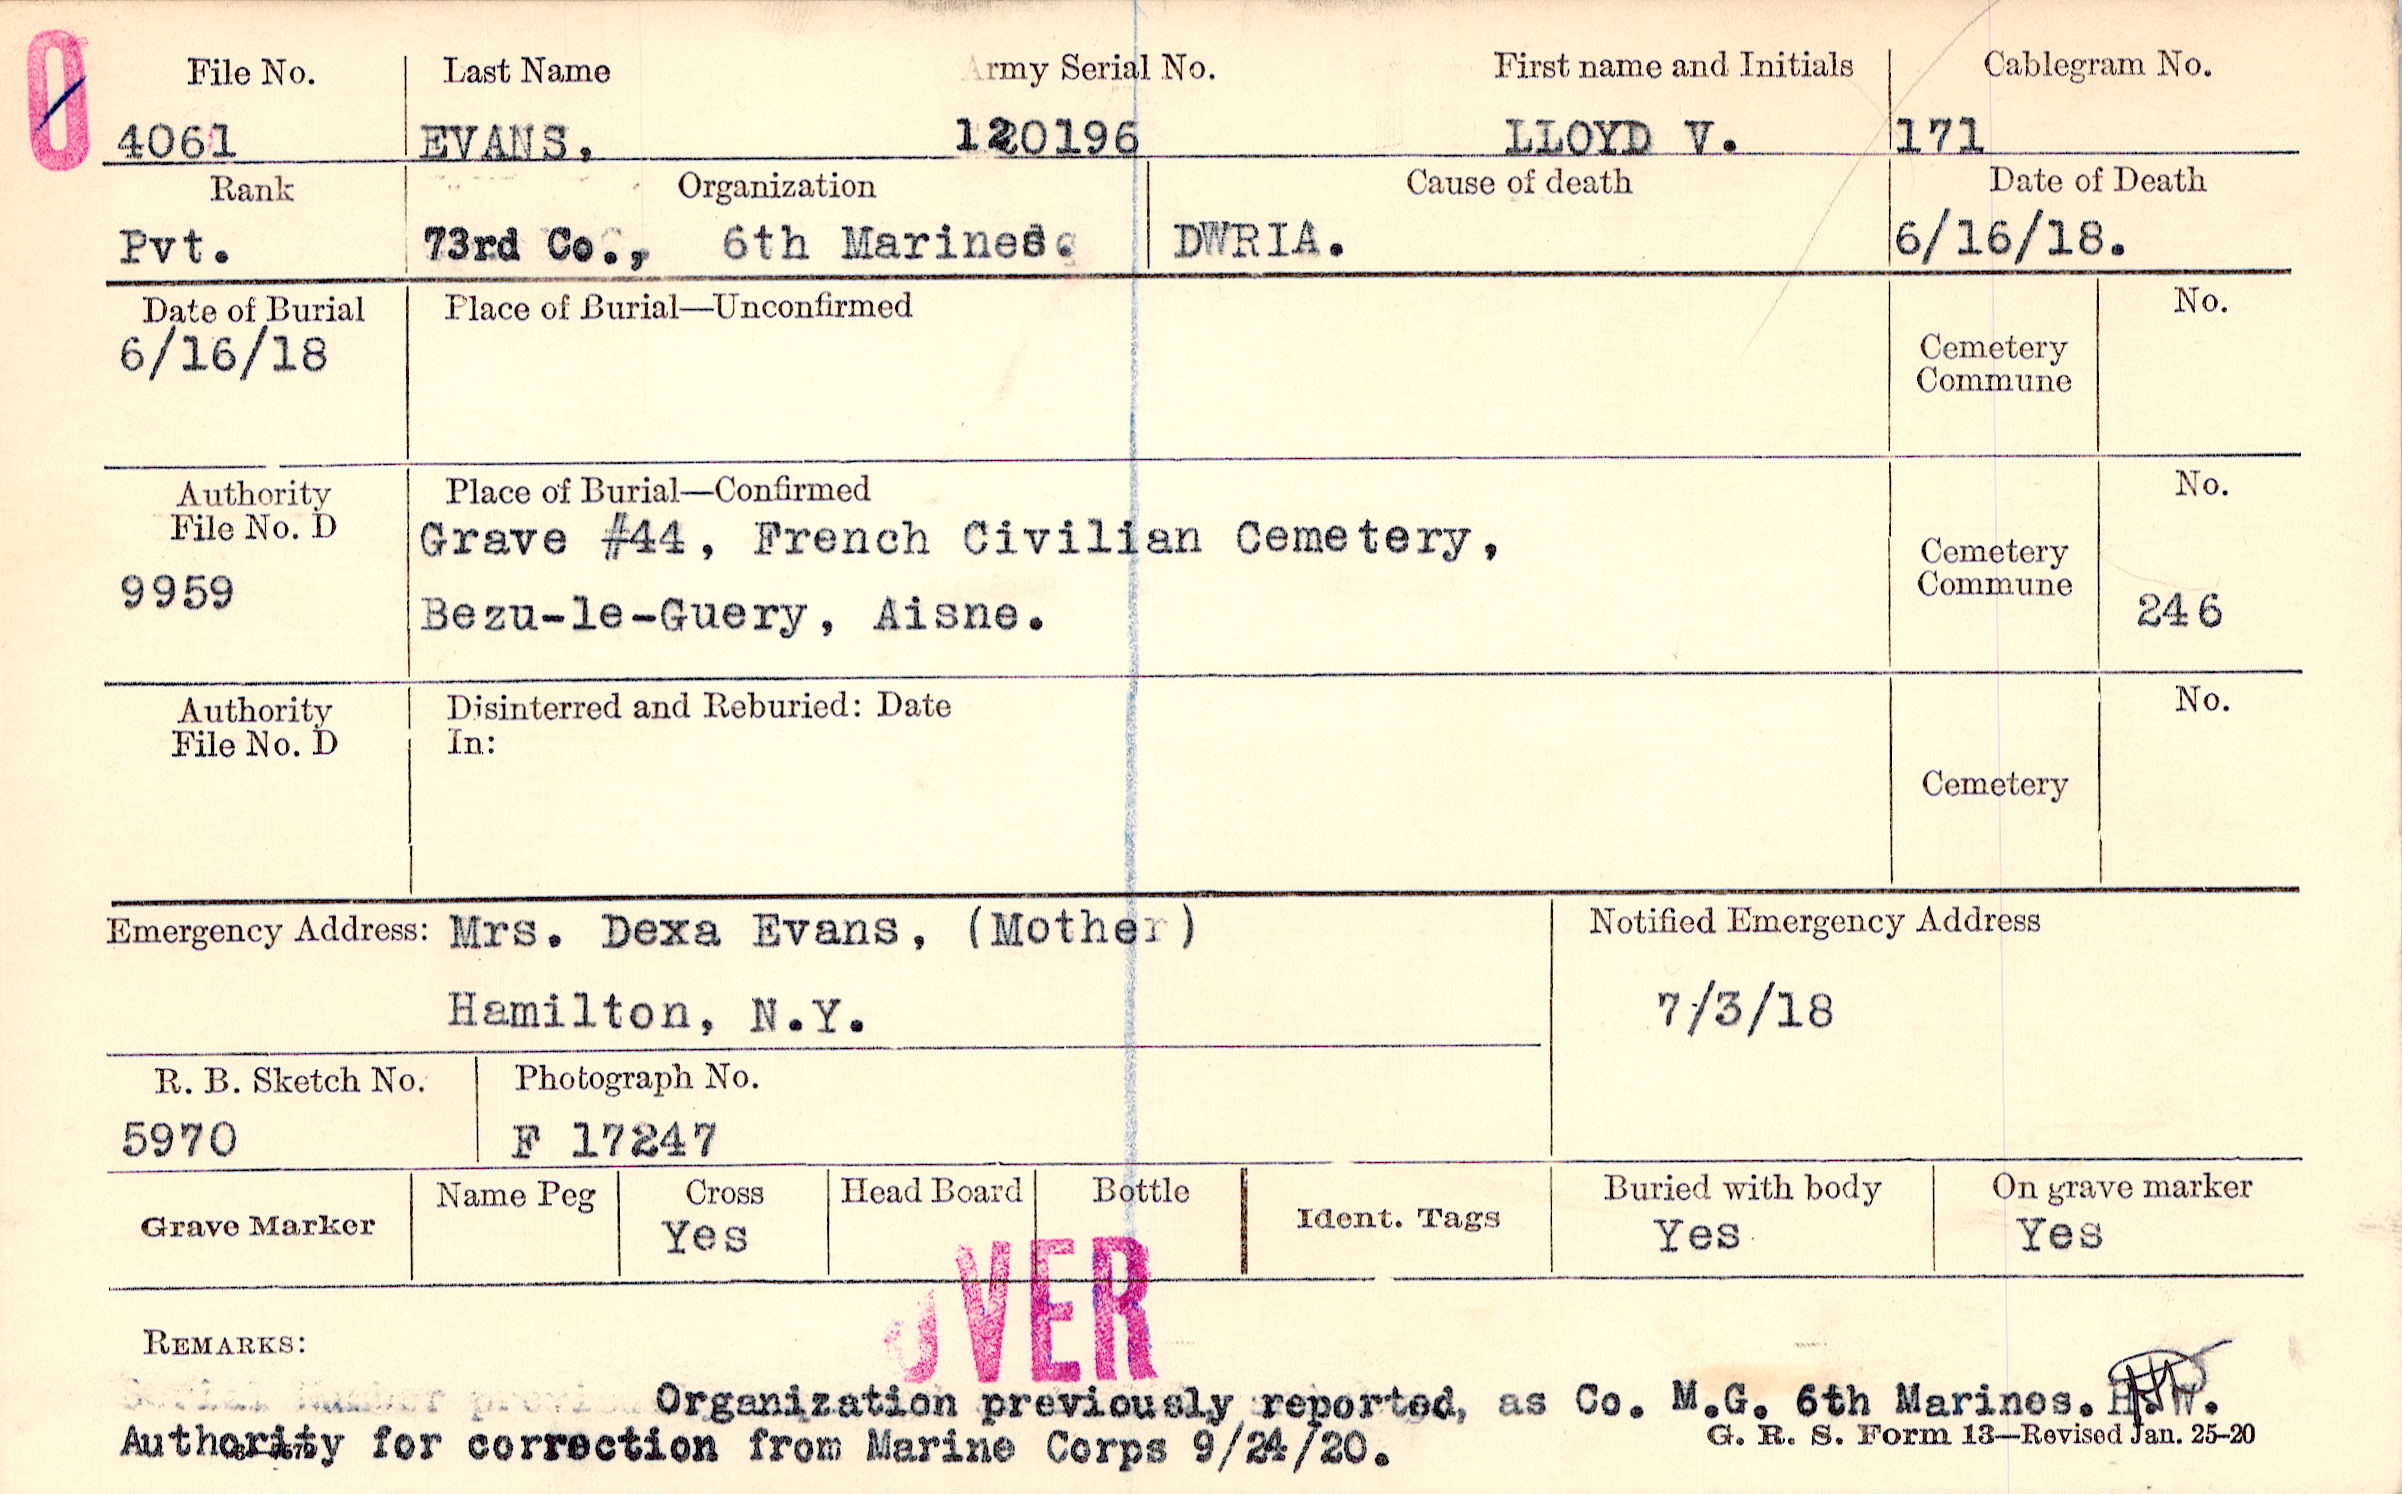 0
File No. Last Name Army Serial No. First name and Initials Cablegram No.
4061 EVANS, 120196 LLOYD V. 171
Rank Organization Cause of death Date of Death
Pvt. 73rd Co., 6th Marines. DWRIA. 6/16/18.
Date of Burial Place of Burial—Unconfirmed No.
6/16/18
Cemetery
Commune
Authority Place of Burial—Confirmed No.
File No. D
Grave #44, French Civilian Cemetery,
Cemetery
Commune
9959
Bezu-le-Guery, Aisne. 246
Authority Disinterred and Reburied: Date No.
File No. D In:
Cemetery
Emergency Address: Mrs. Dexa Evans, (Mother) Notified Emergency Address
Hamilton, N.Y. 7/3/18
R. B. Sketch No. Photograph No.
5970 F 17247
Grave Marker Name Peg Cross Head Board Bottle Ident. Tags Buried with body On grave marker
Yes Yes Yes
OVER
REMARKS:
Organization previously reported, as Co. M.G. 6th Marines.
Authority for correction from Marine Corps 9/24/20.
G. R. S. Form 13—Revised Jan. 25-20